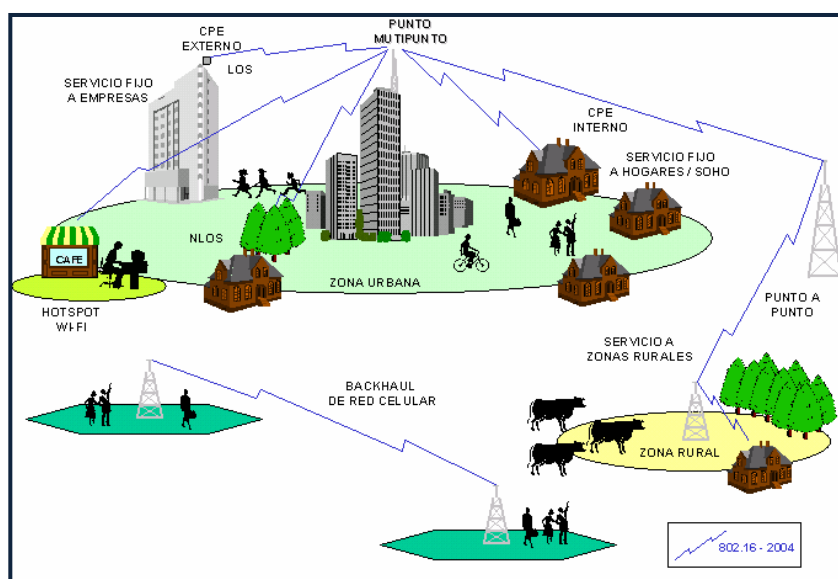 PUNTO
MUTIPUNTO
CPE
EXTERNO
LOS
SERVICIO FIJO
A EMPRESAS
CPE
INTERNO
SERVICIO FIJO
A HOGARES / SOHO
NLOS
CAFE
ZONA URBANA
HOTSPOT
WI-FI
PUNTO A
PUNTO
SERVICIO A
ZONAS RURALES
BACKHAUL
DE RED CELULAR
ZONA RURAL
802.16 - 2004